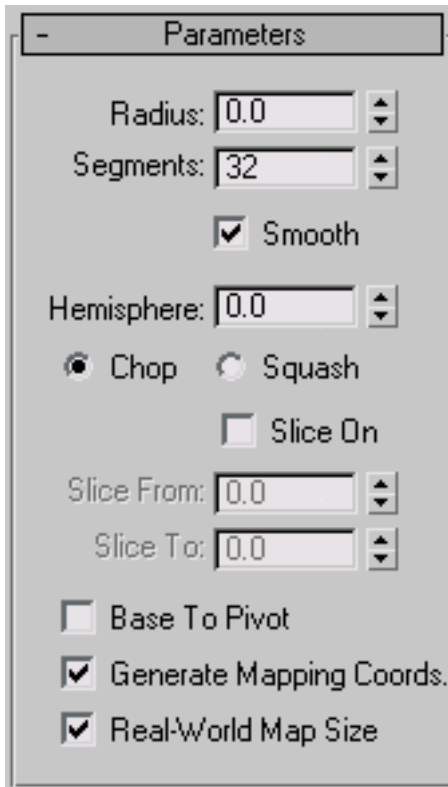 - Parameters
Radius: 0.0
Segments: 32
Smooth
Hemisphere: 0.0
Chop Squash
Slice On
Slice From: 0.0
Slice To: 0.0
Base To Pivot
Generate Mapping Coords.
Real-World Map Size